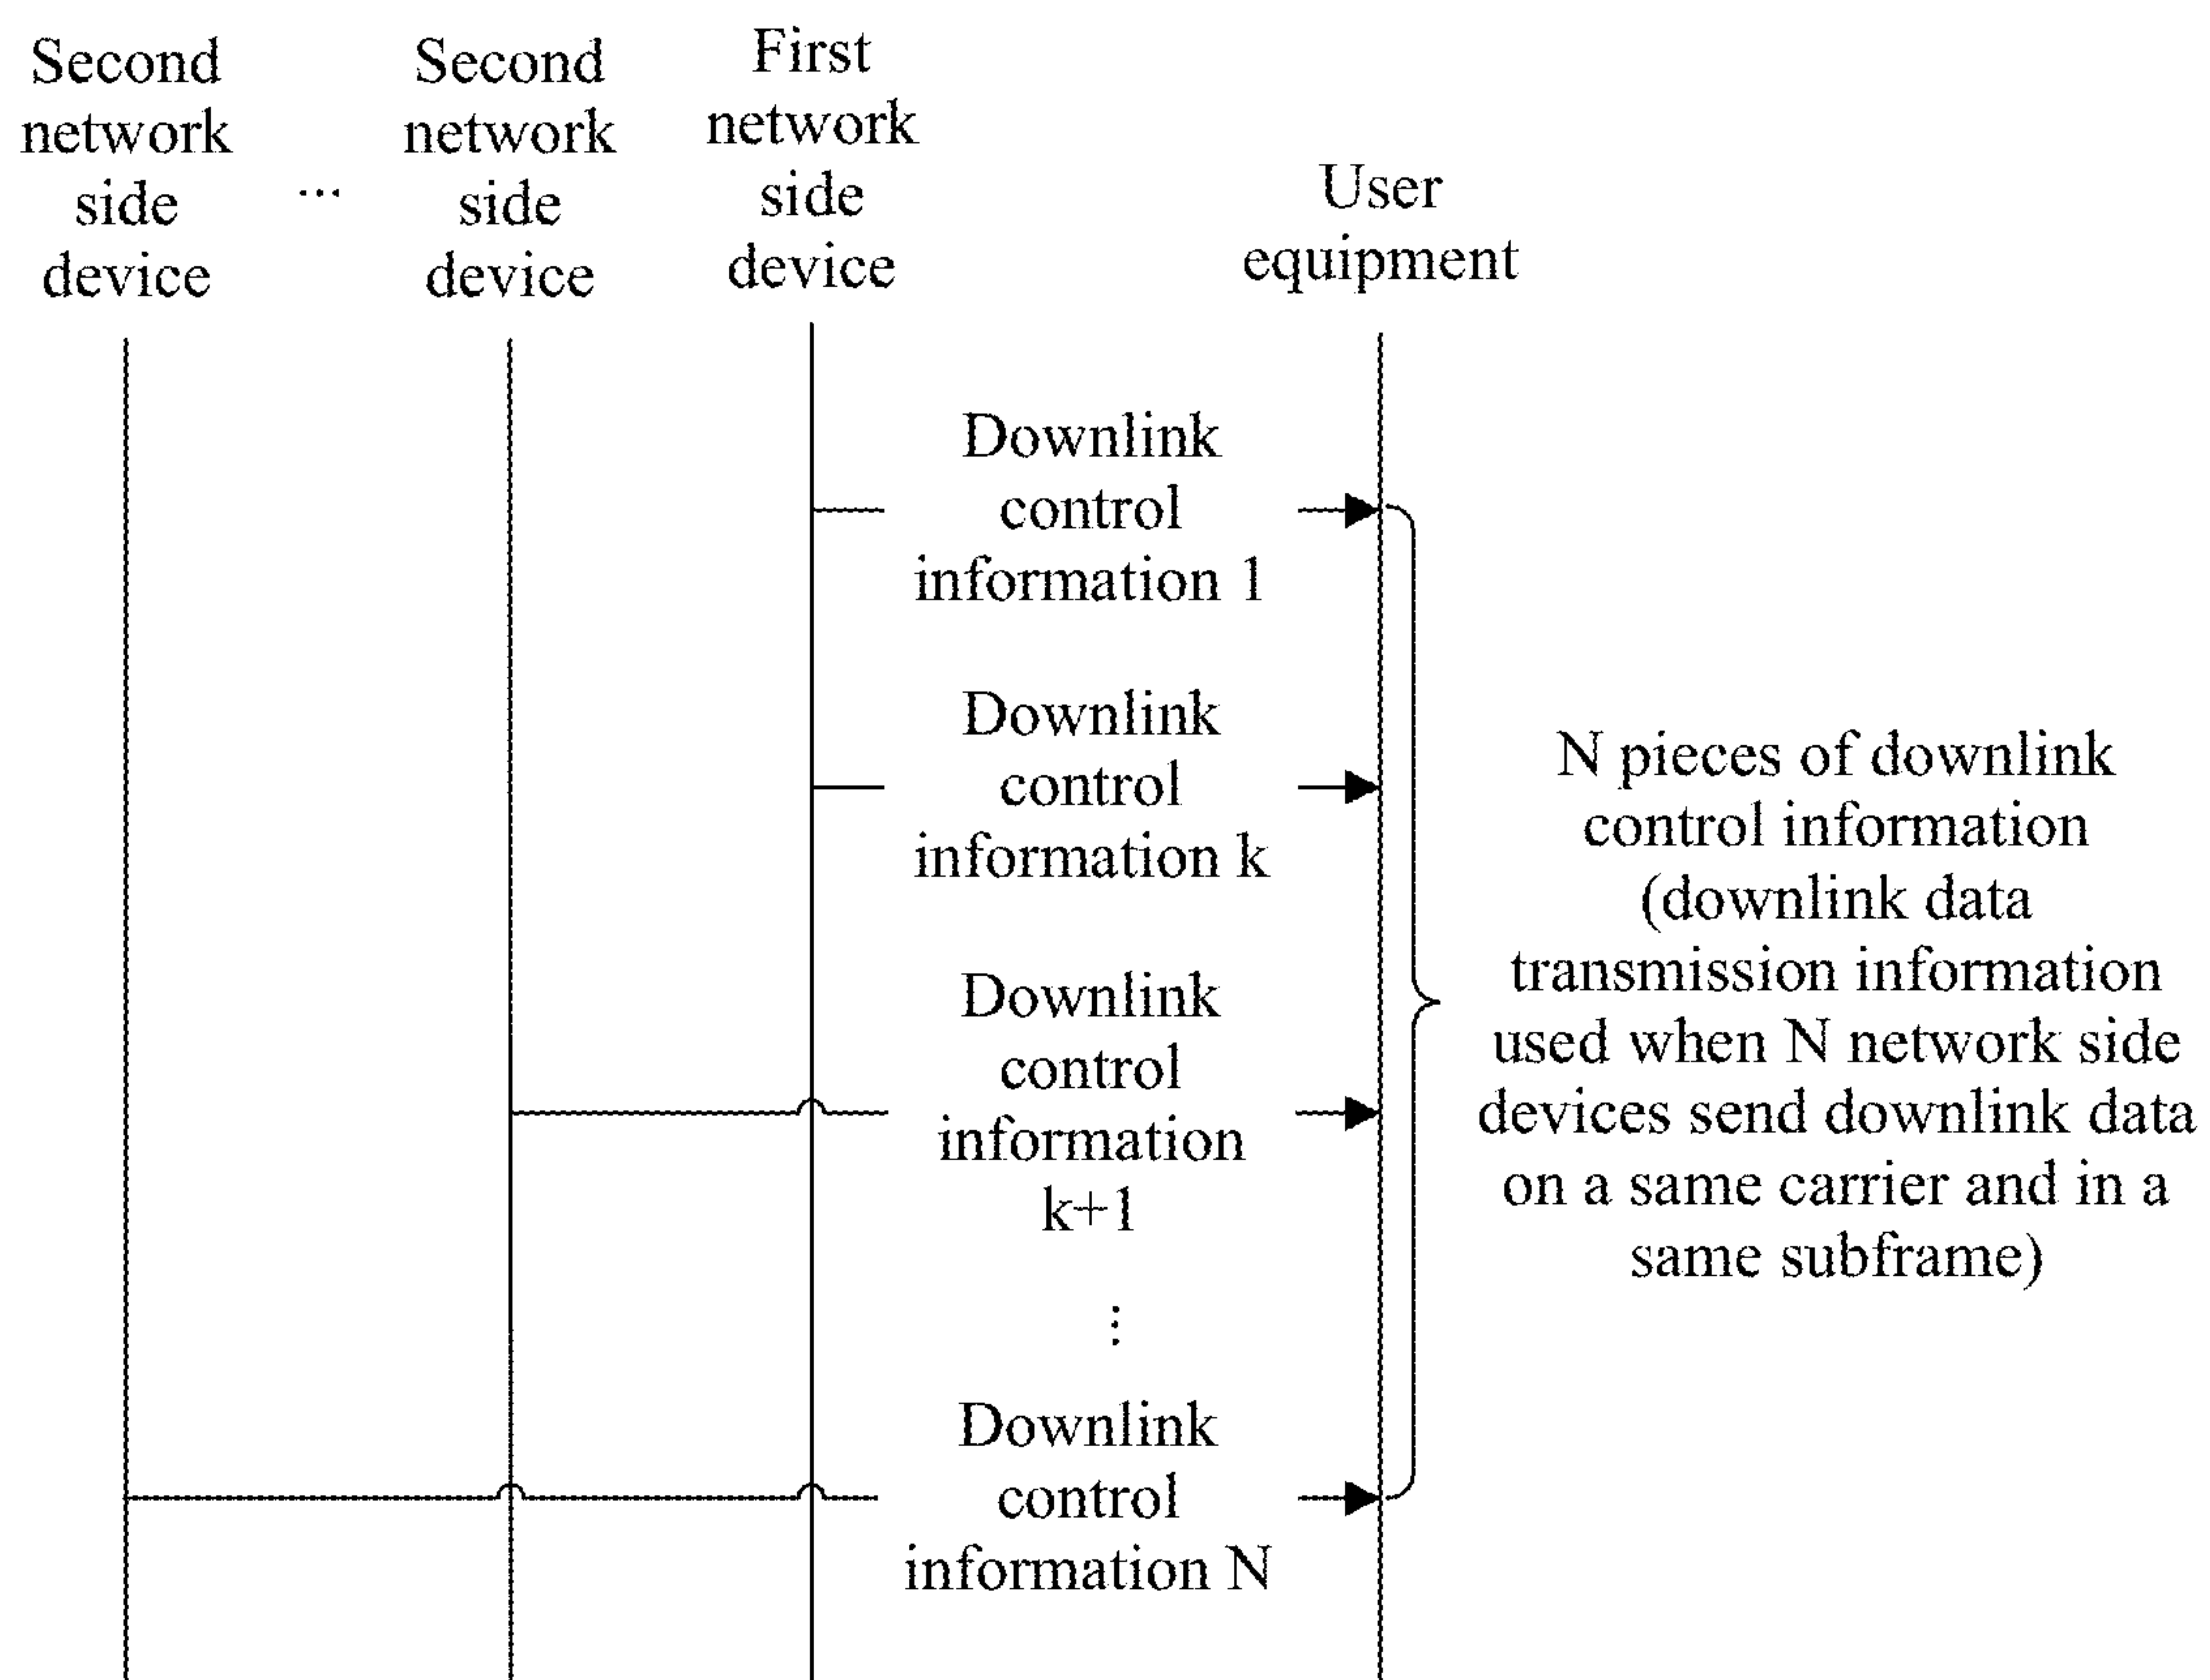 Second
network
side
device
...
Second
network
side
device
First
network
side
device
User
equipment
Downlink
control
information 1
Downlink
control
information k
Downlink
control
information
k+1
⋮
Downlink
control
information N
N pieces of downlink
control information
(downlink data
transmission information
used when N network side
devices send downlink data
on a same carrier and in a
same subframe)